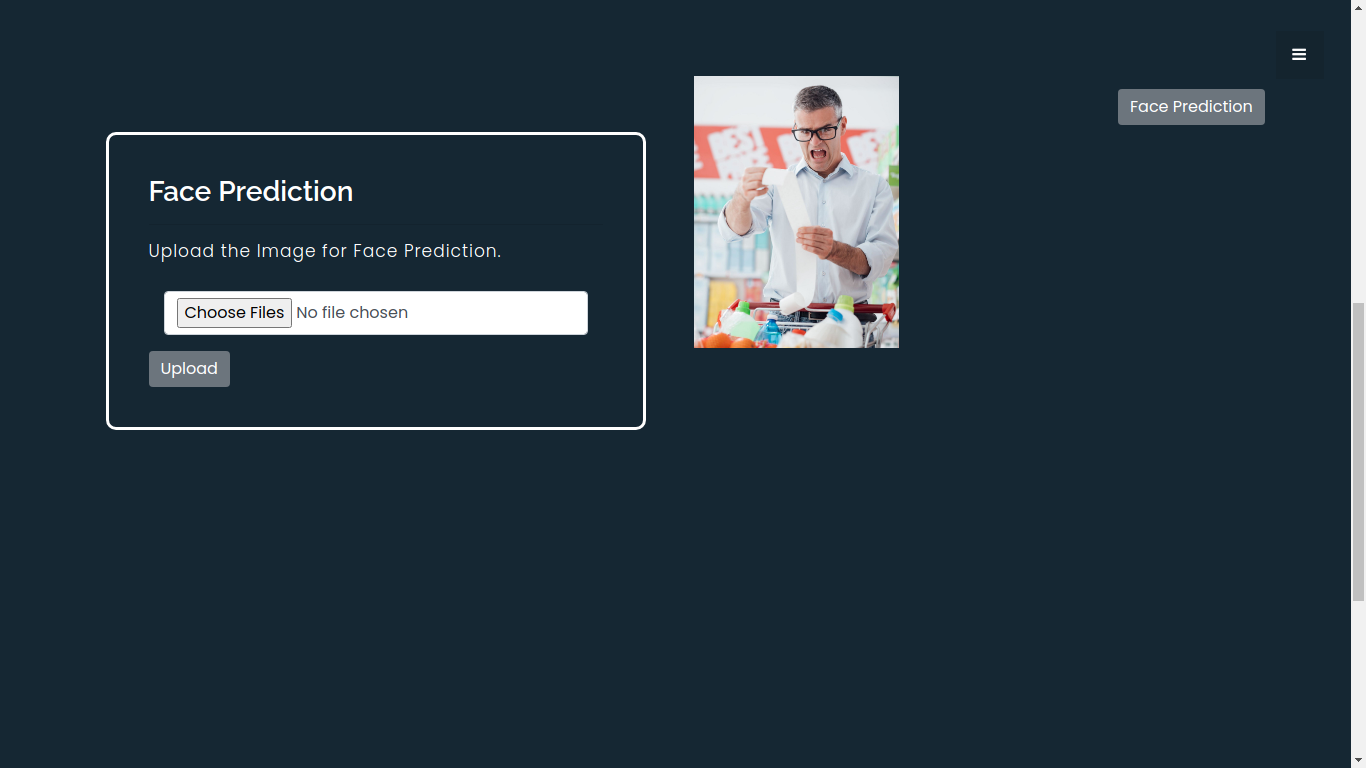 Face Prediction
Face Prediction
Upload the Image for Face Prediction.
Choose Files No file chosen
Upload